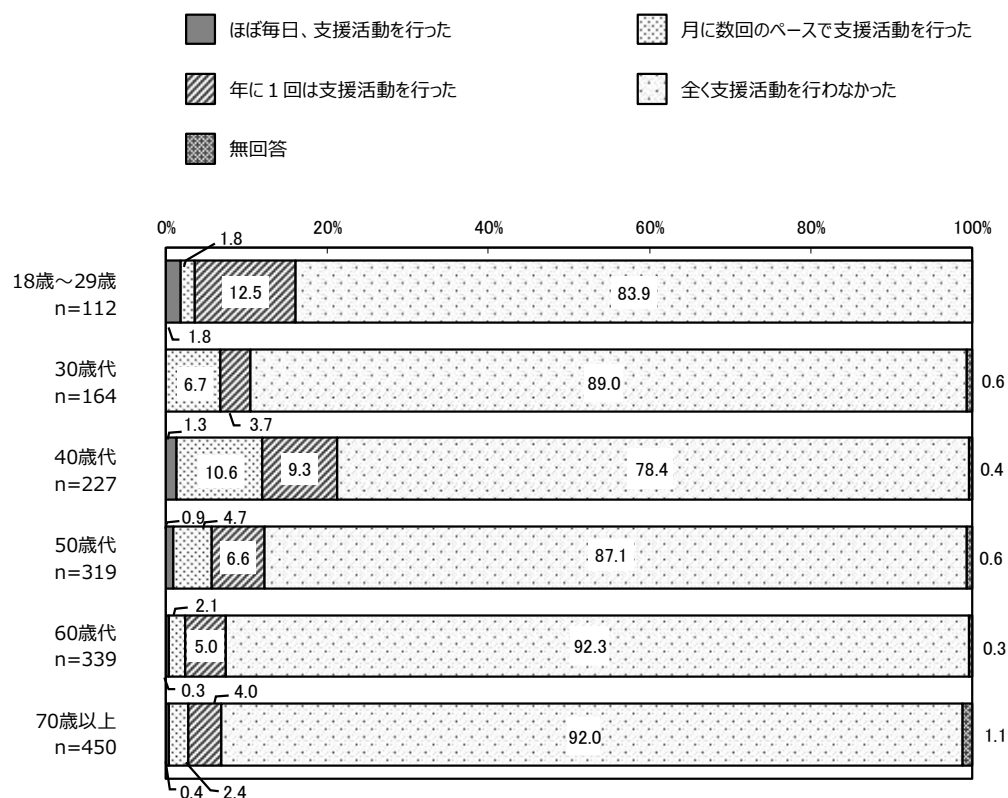 ほぼ毎日、支援活動を行った
月に数回のペースで支援活動を行った
年に１回は支援活動を行った
全く支援活動を行わなかった
無回答
0% 20% 40% 60% 80% 100%
1.8
18歳～29歳
n=112
12.5 83.9
1.8
30歳代
n=164
6.7 89.0 0.6
3.7
1.3
40歳代
n=227
10.6 9.3 78.4 0.4
0.9 4.7
50歳代
n=319
6.6 87.1 0.6
2.1
60歳代
n=339
5.0 92.3 0.3
0.3 4.0
70歳以上
n=450
92.0 1.1
0.4 2.4